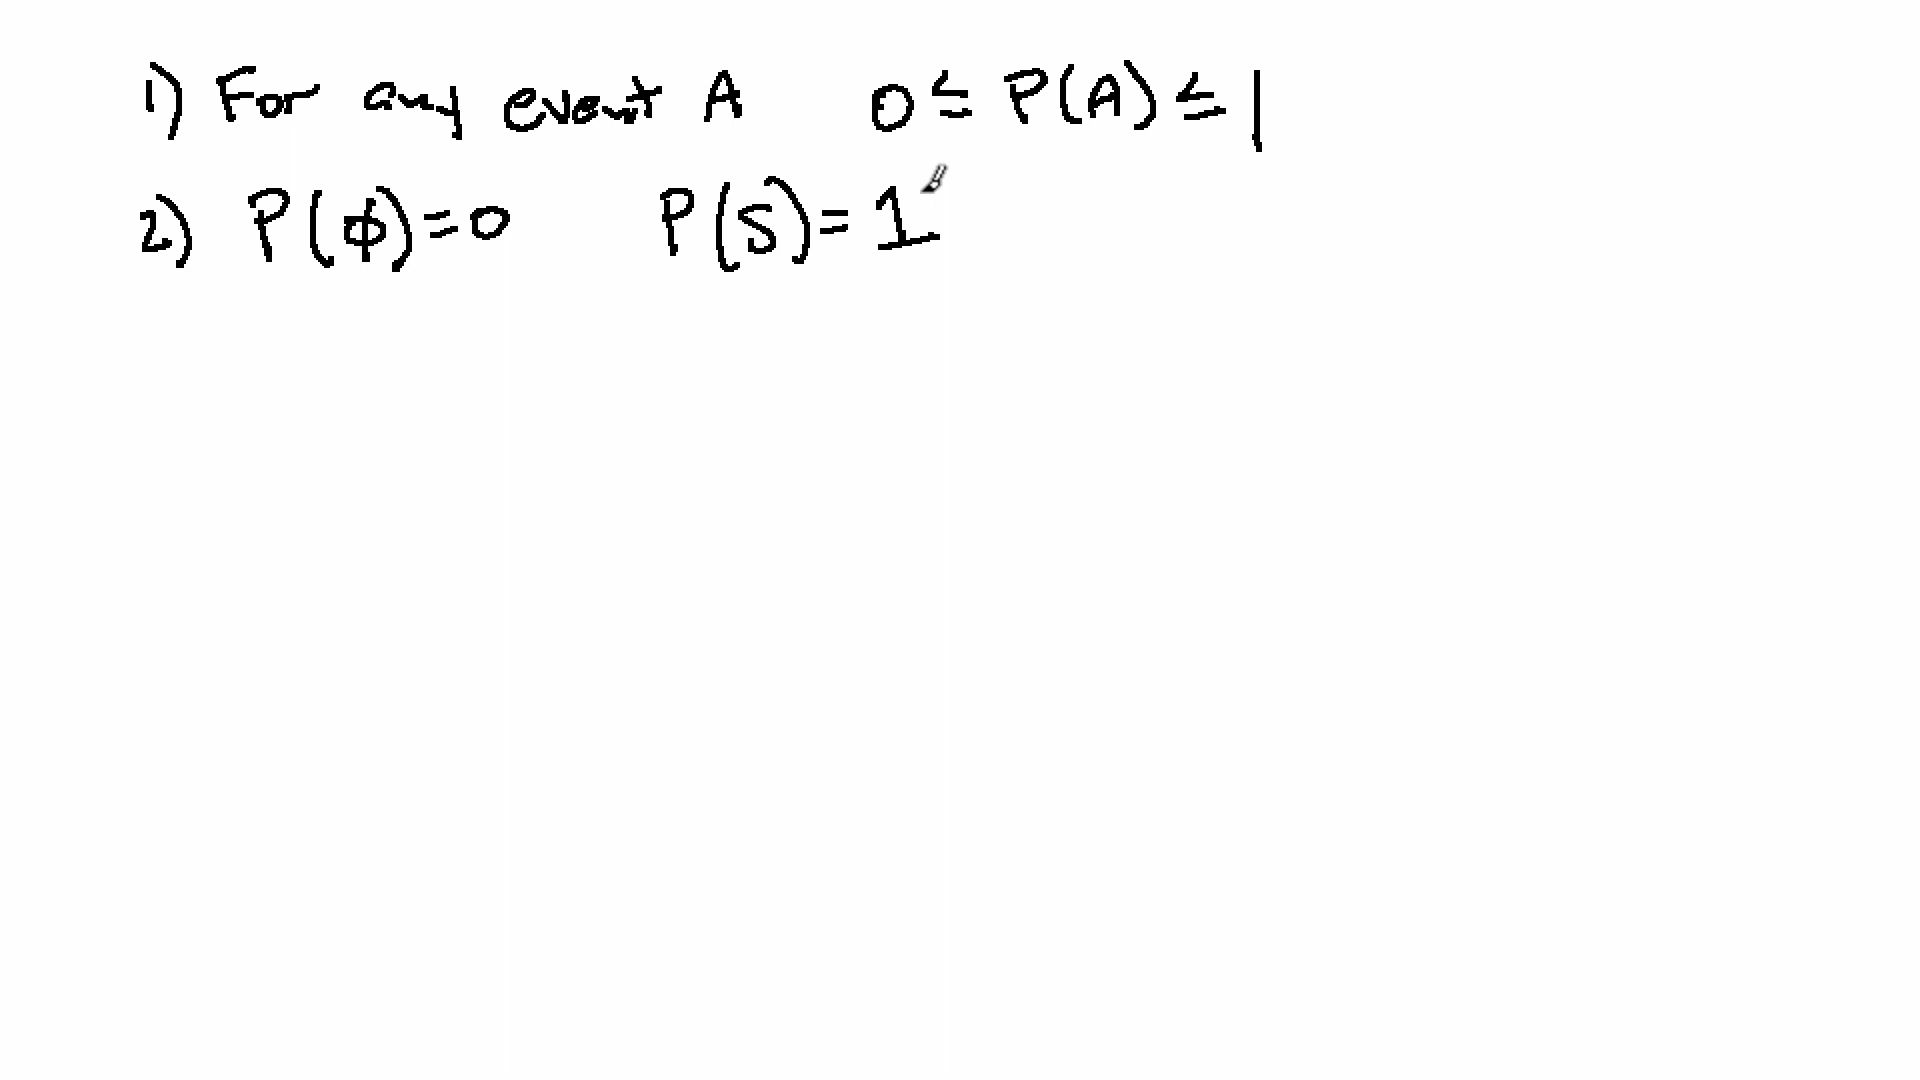 1) For any event A 0 ≤ P(A) ≤ 1
2) P(ϕ)=0 P(S)=1